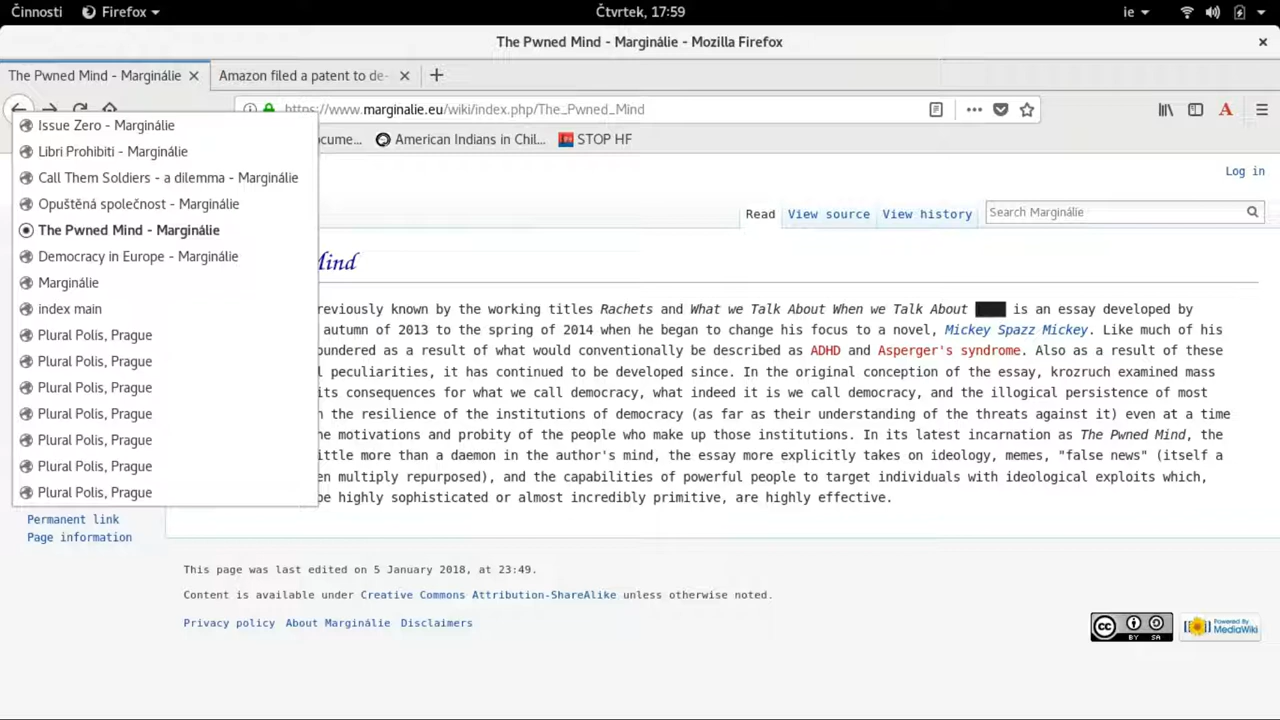 Činnosti
Firefox
Čtvrtek, 17:59
ie
The Pwned Mind - Marginálie - Mozilla Firefox
The Pwned Mind - Marginálie
Amazon filed a patent to de-
https://www.marginalie.eu/wiki/index.php/The_Pwned_Mind
Issue Zero - Marginálie
Libri Prohibiti - Marginálie
Call Them Soldiers - a dilemma - Marginálie
Opuštěná společnost - Marginálie
The Pwned Mind - Marginálie
Democracy in Europe - Marginálie
Marginálie
index main
Plural Polis, Prague
Plural Polis, Prague
Plural Polis, Prague
Plural Polis, Prague
Plural Polis, Prague
Plural Polis, Prague
Plural Polis, Prague
American Indians in Chil...
STOP HF
Log in
Read
View source
View history
Search Marginálie
Mind
reviously known by the working titles Rachets and What we Talk About When we Talk About is an essay developed by
autumn of 2013 to the spring of 2014 when he began to change his focus to a novel, Mickey Spazz Mickey. Like much of his
oundered as a result of what would conventionally be described as ADHD and Asperger's syndrome. Also as a result of these
l peculiarities, it has continued to be developed since. In the original conception of the essay, krozruch examined mass
its consequences for what we call democracy, what indeed it is we call democracy, and the illogical persistence of most
n the resilience of the institutions of democracy (as far as their understanding of the threats against it) even at a time
he motivations and probity of the people who make up those institutions. In its latest incarnation as The Pwned Mind, the
ittle more than a daemon in the author's mind, the essay more explicitly takes on ideology, memes, "false news" (itself a
en multiply repurposed), and the capabilities of powerful people to target individuals with ideological exploits which,
be highly sophisticated or almost incredibly primitive, are highly effective.
Permanent link
Page information
This page was last edited on 5 January 2018, at 23:49.
Content is available under Creative Commons Attribution-ShareAlike unless otherwise noted.
Privacy policy
About Marginálie
Disclaimers
CC BY SA
Powered By MediaWiki